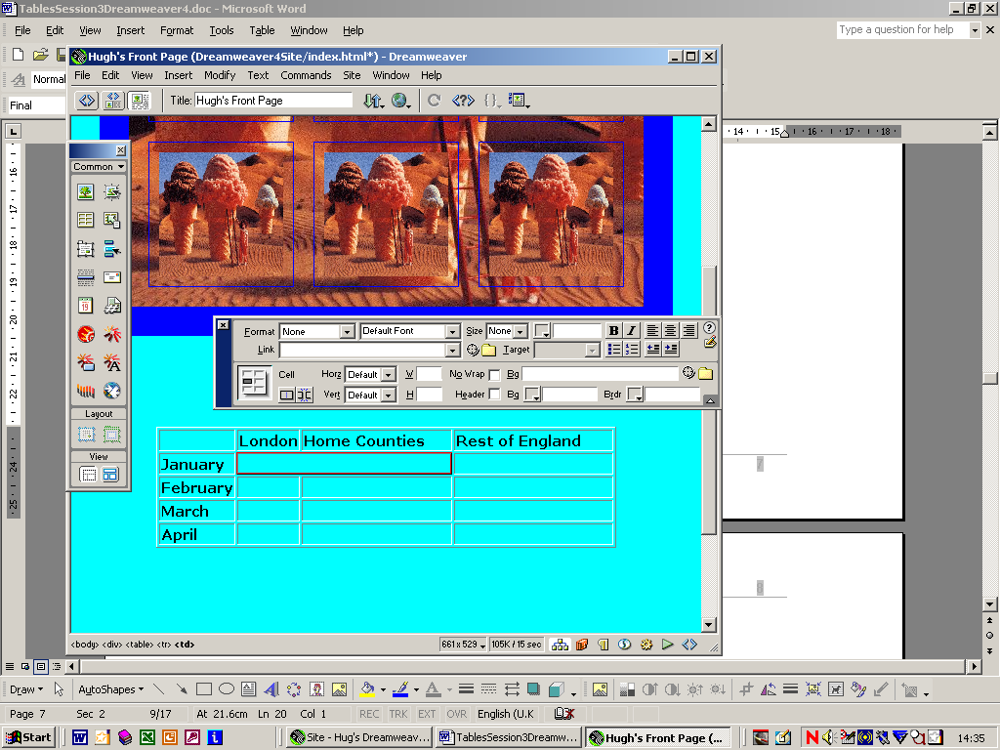 TablesSession3Dreamweaver4.doc - Microsoft Word
File Edit View Insert Format Tools Table Window Help
Type a question for help
Normal
Final
Hugh's Front Page (Dreamweaver4Site/index.html*) - Dreamweaver
File Edit View Insert Modify Text Commands Site Window Help
Title: Hugh's Front Page
14 15 16 17 18
16 17 18 19 20 21 22 24 25
Common
Layout
View
Format None Default Font Size None B I
Link Target
Cell Horz Default W No Wrap Bg
Vert Default H Header Bg Brdr
London Home Counties Rest of England
January
February
March
April
7
8
<body> <div> <table> <tr> <td>
661 x 529 105K / 15 sec
Draw AutoShapes
Page 7 Sec 2 9/17 At 21.6cm Ln 20 Col 1 REC TRK EXT OVR English (U.K
Start Site - Hug's Dreamweav... TablesSession3Dreamw... Hugh's Front Page (... 14:35